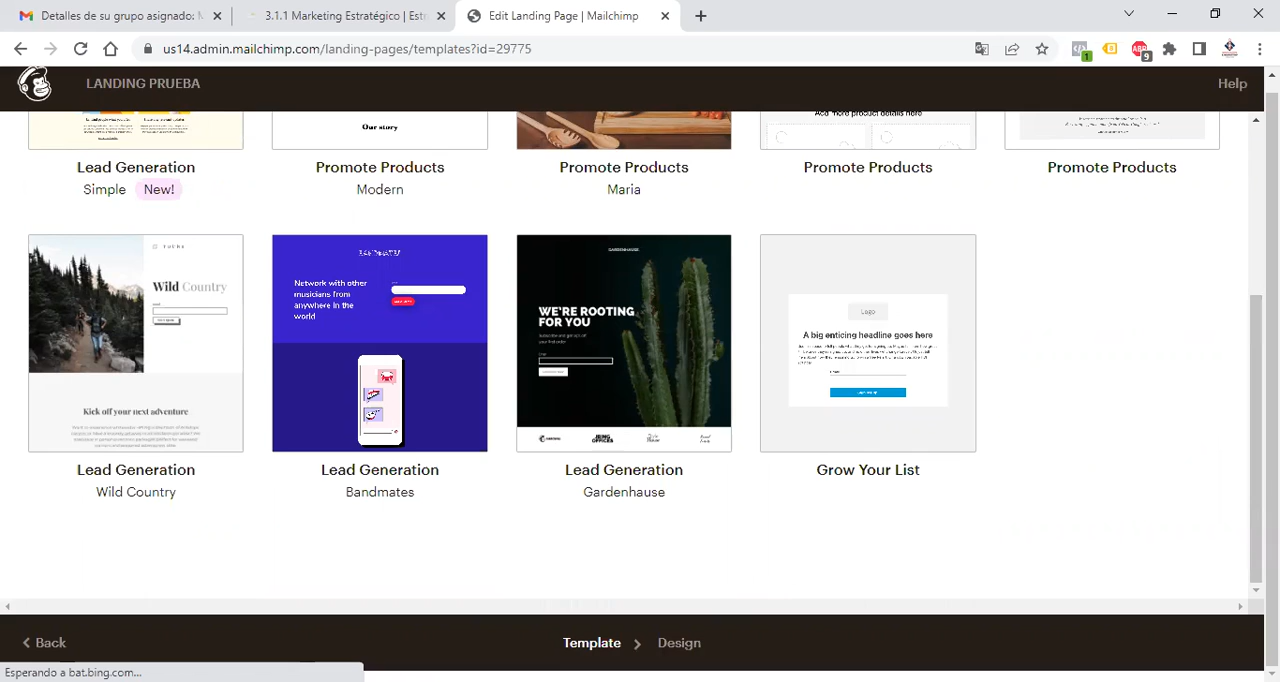 Detalles de su grupo asignado: M
3.1.1 Marketing Estratégico | Estr
Edit Landing Page | Mailchimp
us14.admin.mailchimp.com/landing-pages/templates?id=29775
1
ABP
9
LANDING PRUEBA
Help
Our story
Add more product details here
Lead Generation
Simple New!
Promote Products
Modern
Promote Products
Maria
Promote Products
Promote Products
Wild Country
Kick off your next adventure
Network with other
musicians from
anywhere in the
world
GARDENHAUSE
WE'RE ROOTING
FOR YOU
Logo
A big enticing headline goes here
Lead Generation
Wild Country
Lead Generation
Bandmates
Lead Generation
Gardenhause
Grow Your List
Back
Template
Design
Esperando a bat.bing.com...